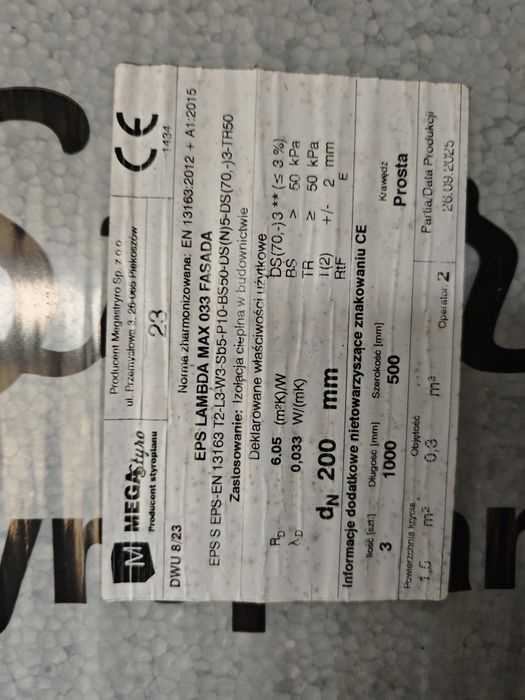 MEGAstyro
Producent styropianu
Producent Megastyro Sp. z o.o
ul. Przemysłowa 3, 26-065 Piekoszów
23
CE
1434
DWU 8/23
Norma zharmonizowana: EN 13163:2012 + A1:2015
EPS LAMBDA MAX 033 FASADA
EPS S EPS-EN 13163 T2-L3-W3-Sb5-P10-BS50-DS(N)5-DS(70,-)3-TR50
Zastosowanie: Izolacja cieplna w budownictwie
Deklarowane właściwości użytkowe
RD 6.05 (m²K)/W DS(70,-)3 ** (≤ 3 %)
λD 0,033 W/(mK) BS ≥ 50 kPa
TR ≥ 50 kPa
dN 200 mm T(2) +/- 2 mm
RtF E
Informacje dodatkowe nietowarzyszące znakowaniu CE
Ilość [szt.] Długość [mm] Szerokość [mm] Krawędź
3 1000 500 Prosta
Powierzchnia krycia Objętość Operator 2 Partia/Data Produkcji
1,5 m² 0,3 m³ 26.09.2025